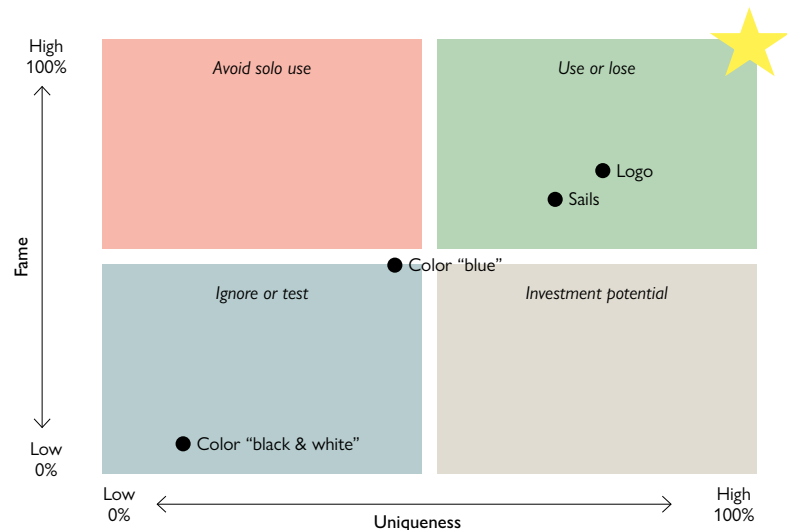 High
100%
Avoid solo use
Use or lose
Logo
Sails
Fame
Color “blue”
Ignore or test
Investment potential
Color “black & white”
Low
0%
Low
0%
Uniqueness
High
100%